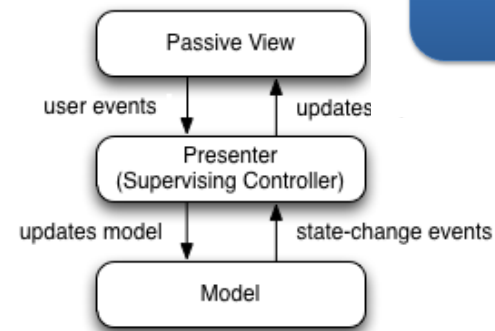 Passive View
user events
updates
Presenter
(Supervising Controller)
updates model
state-change events
Model